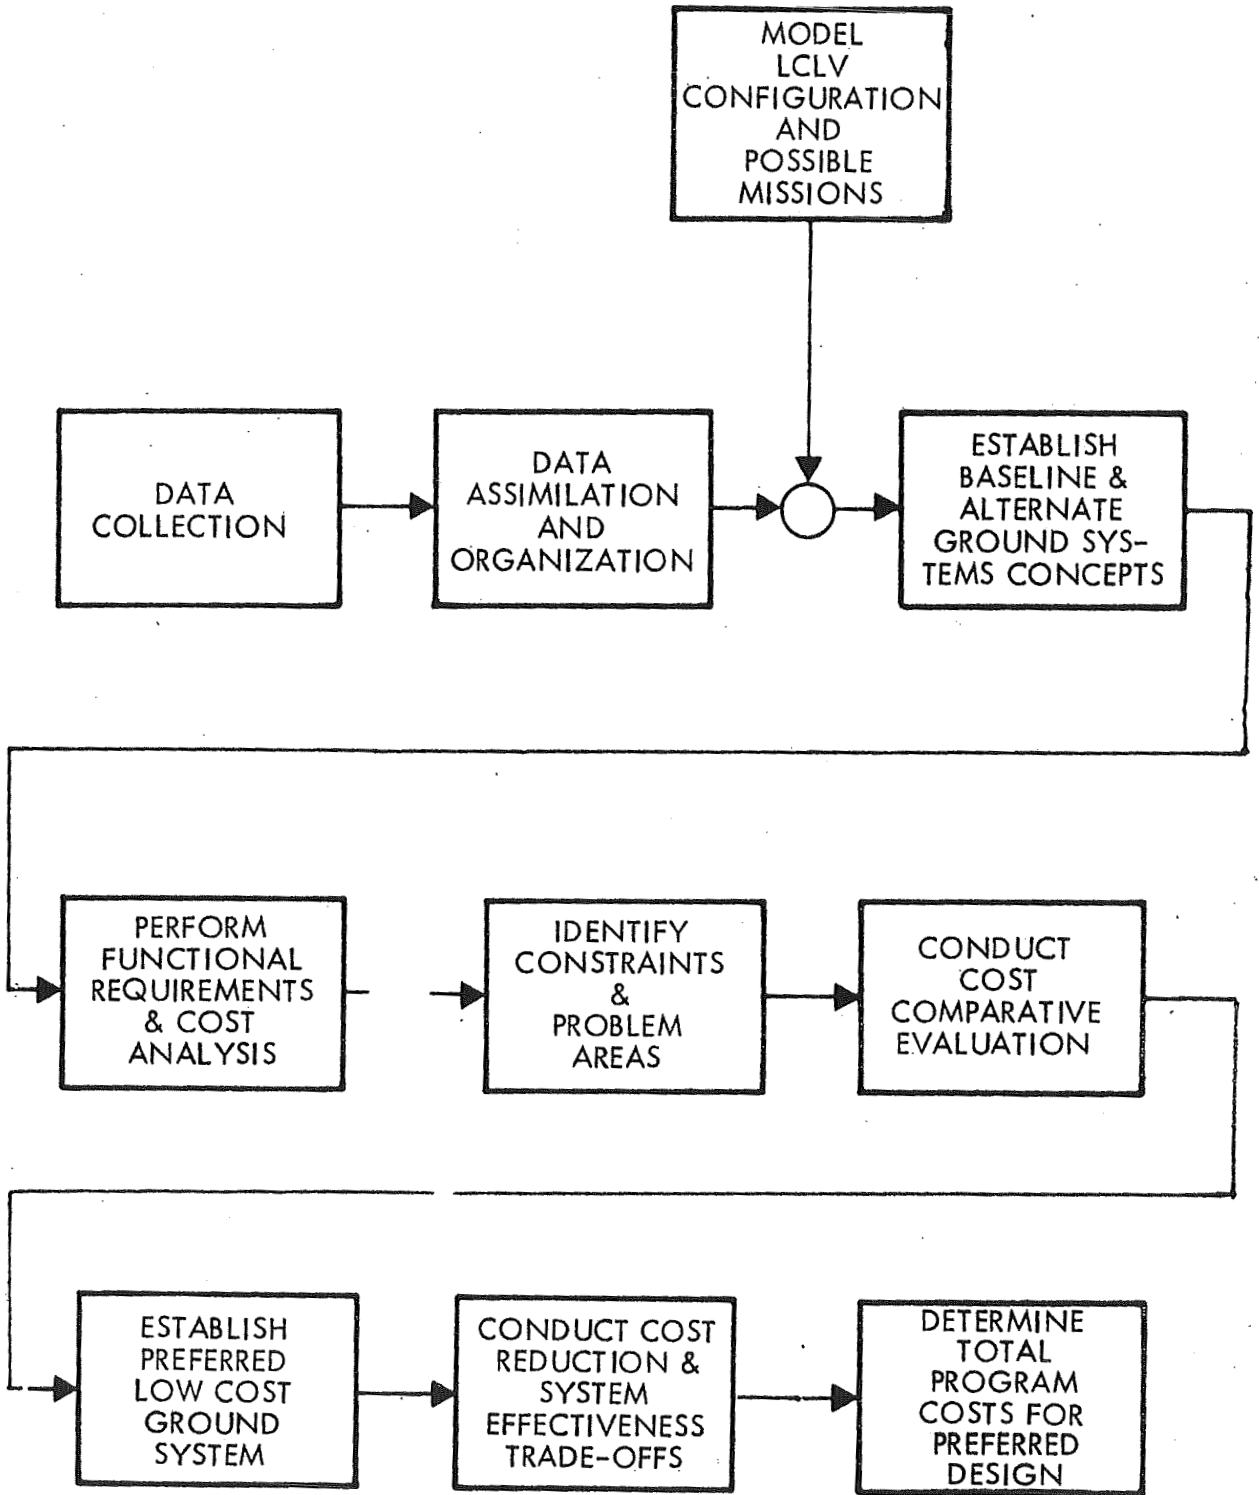 MODEL
LCLV
CONFIGURATION
AND
POSSIBLE
MISSIONS
DATA
COLLECTION
DATA
ASSIMILATION
AND
ORGANIZATION
ESTABLISH
BASELINE &
ALTERNATE
GROUND SYS-
TEMS CONCEPTS
PERFORM
FUNCTIONAL
REQUIREMENTS
& COST
ANALYSIS
IDENTIFY
CONSTRAINTS
&
PROBLEM
AREAS
CONDUCT
COST
COMPARATIVE
EVALUATION
ESTABLISH
PREFERRED
LOW COST
GROUND
SYSTEM
CONDUCT COST
REDUCTION &
SYSTEM
EFFECTIVENESS
TRADE-OFFS
DETERMINE
TOTAL
PROGRAM
COSTS FOR
PREFERRED
DESIGN